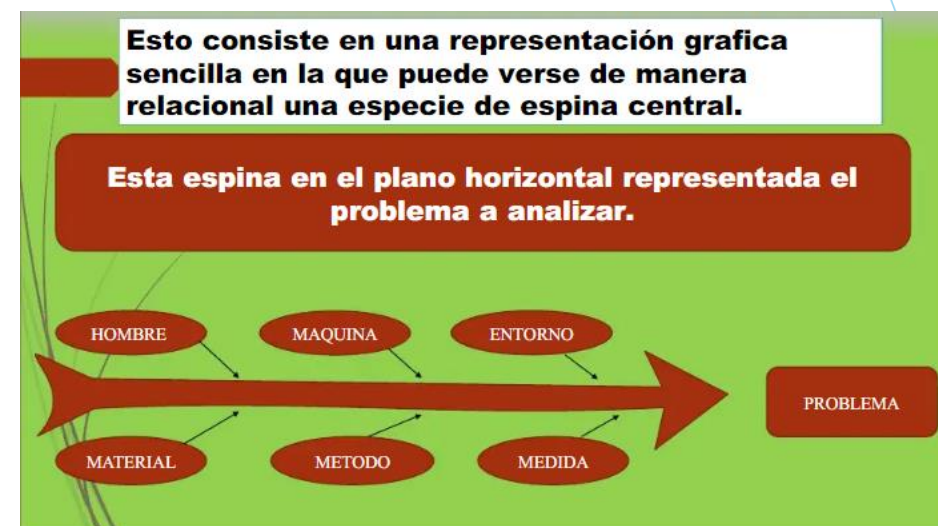 Esto consiste en una representación grafica
sencilla en la que puede verse de manera
relacional una especie de espina central.
Esta espina en el plano horizontal representada el
problema a analizar.
HOMBRE
MAQUINA
ENTORNO
PROBLEMA
MATERIAL
METODO
MEDIDA